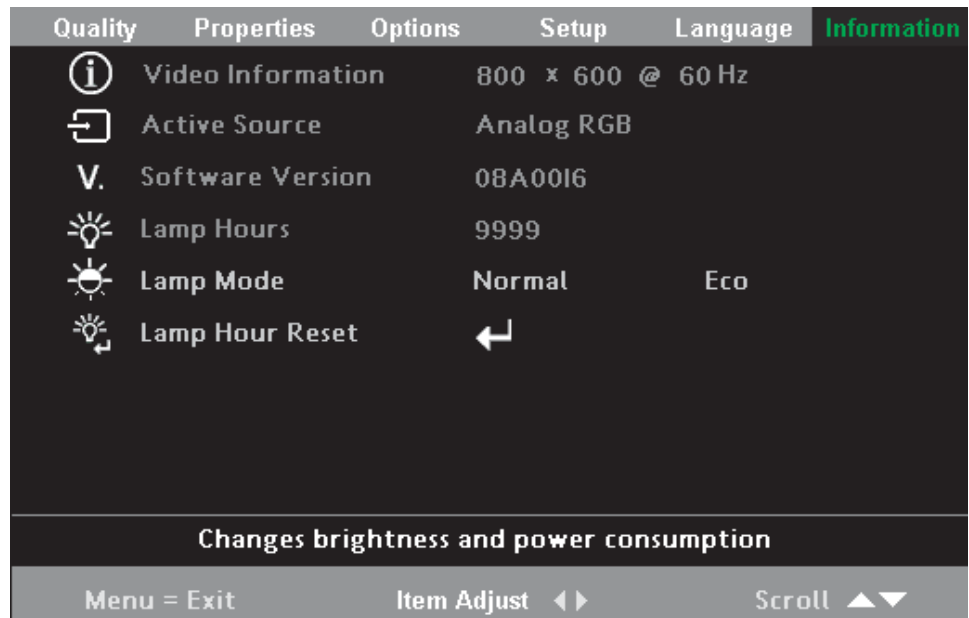 Quality Properties Options Setup Language Information
Video Information 800 x 600 @ 60 Hz
Active Source Analog RGB
V. Software Version 08A00I6
Lamp Hours 9999
Lamp Mode Normal Eco
Lamp Hour Reset
Changes brightness and power consumption
Menu = Exit Item Adjust Scroll